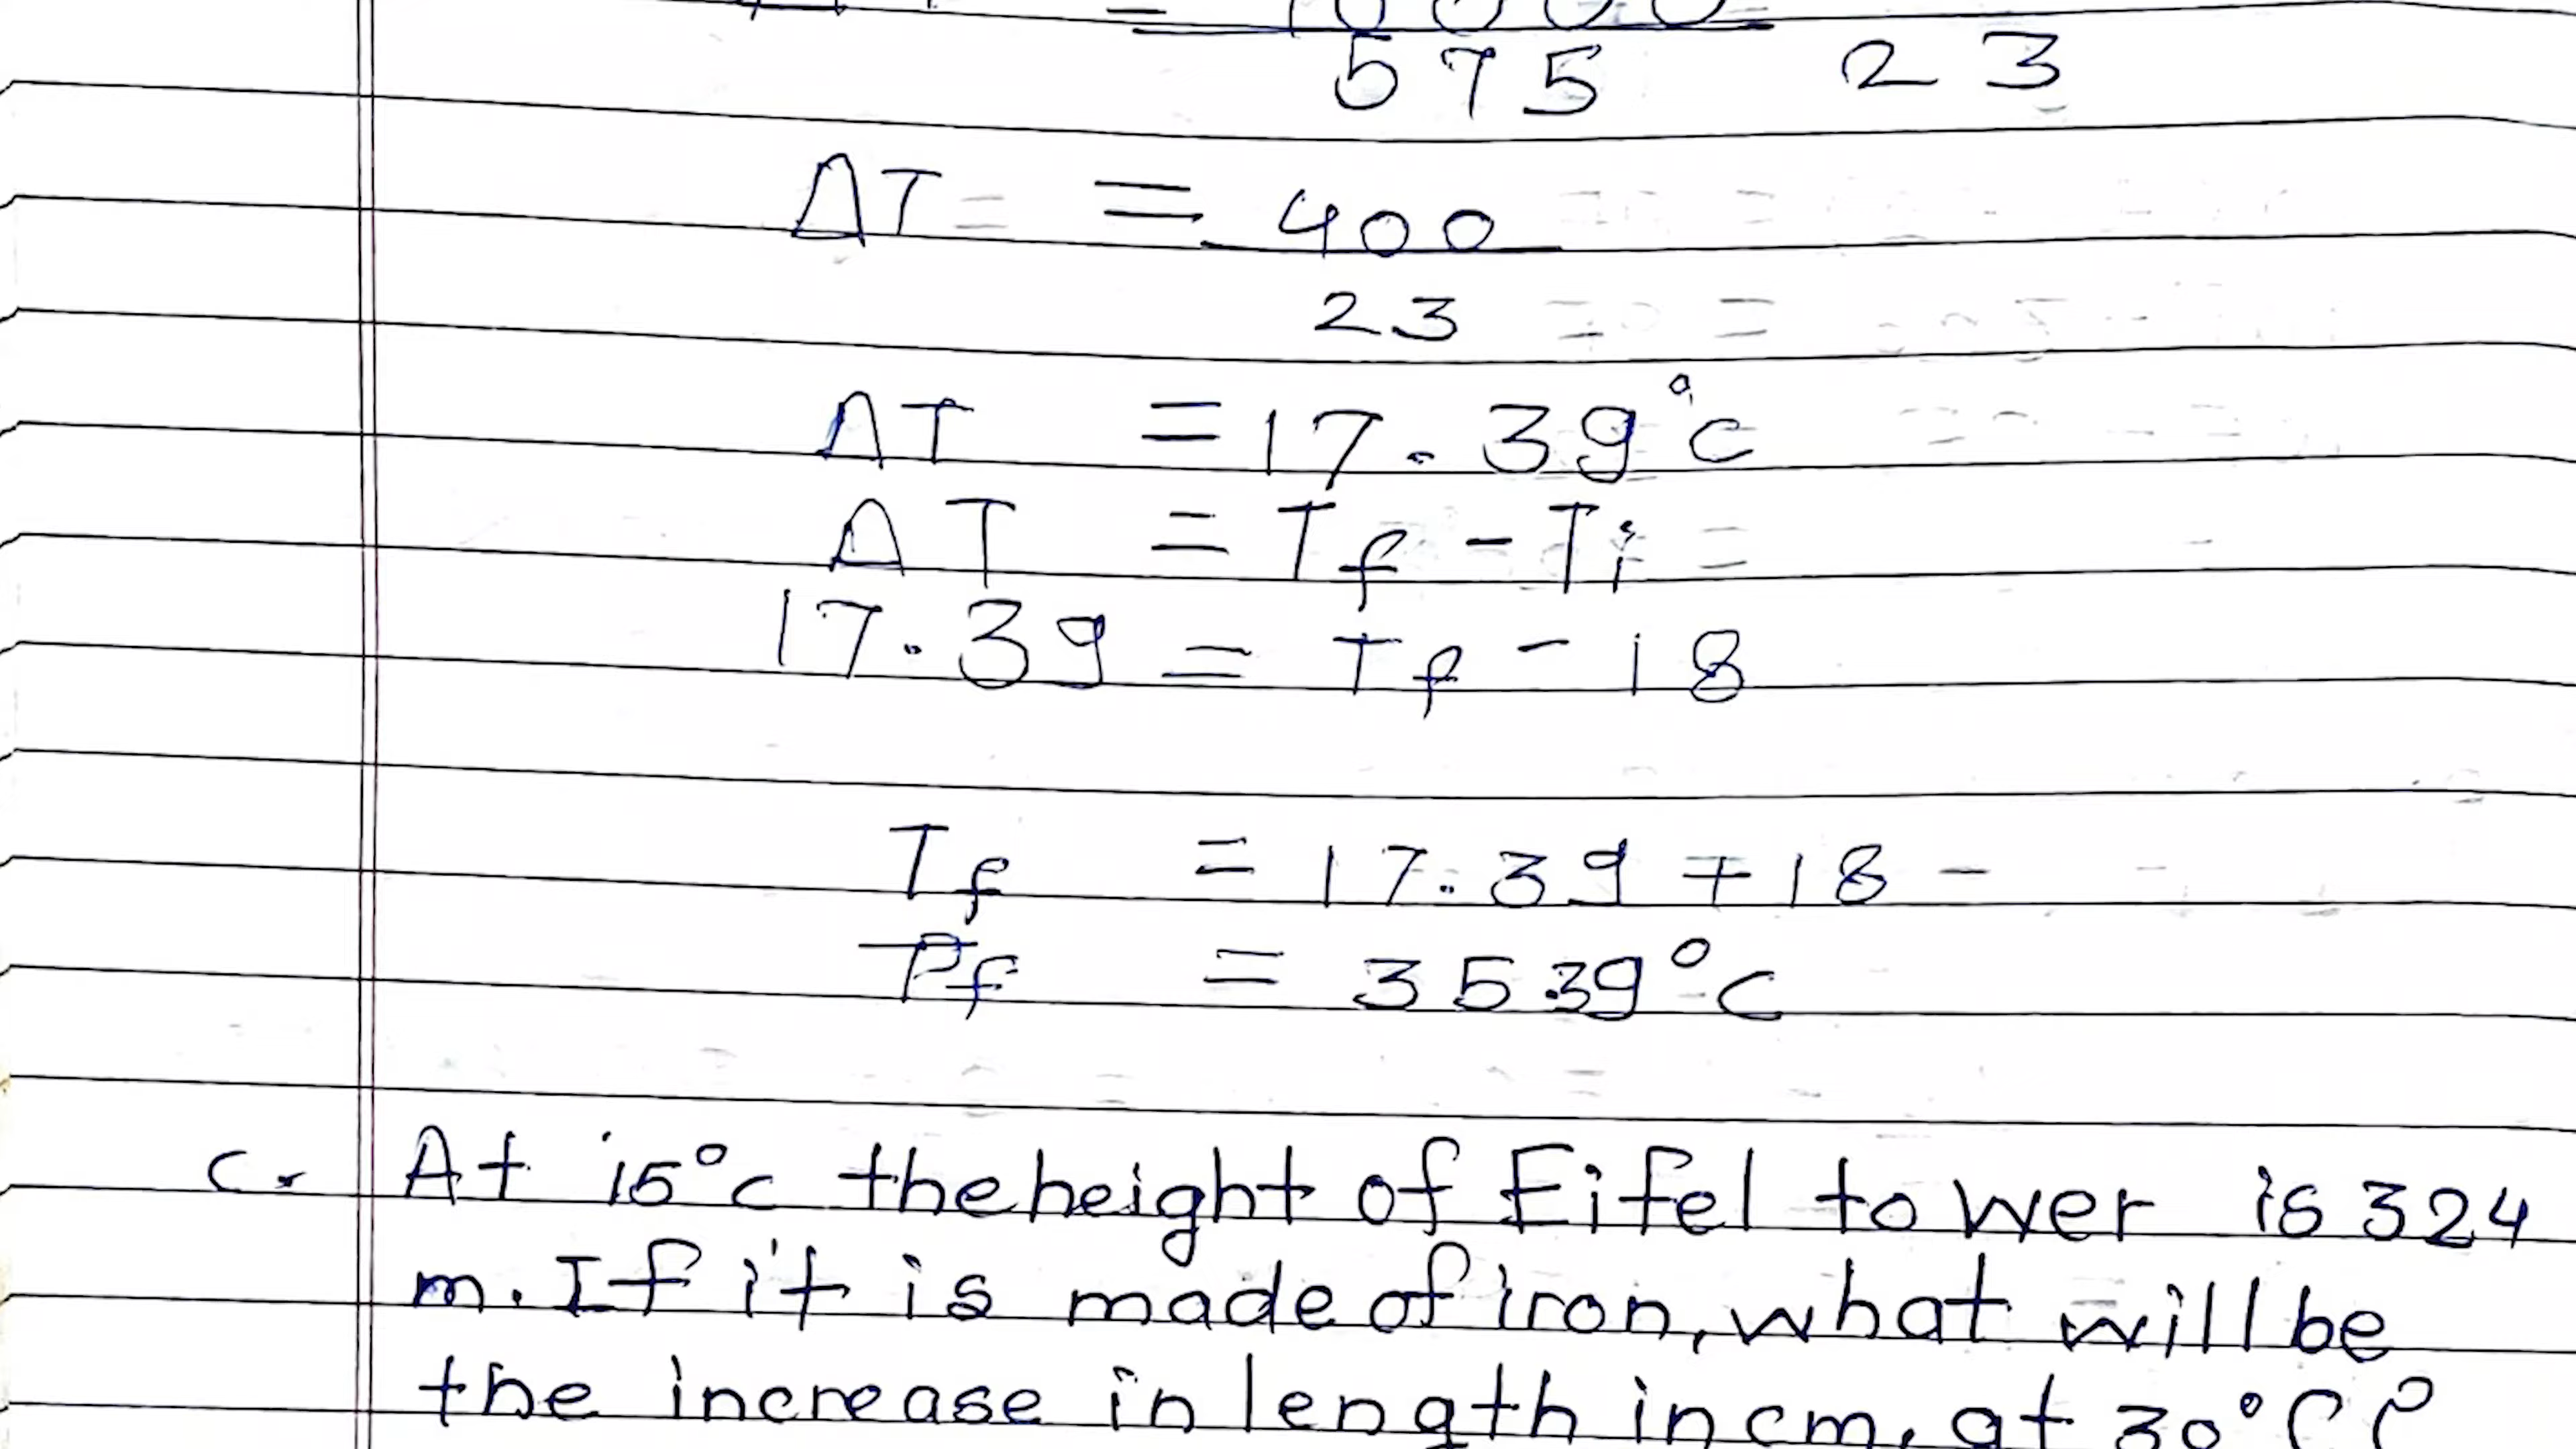 = 10000
575 23
ΔT = = 400
23
ΔT = 17.39°C
ΔT = Tf - Ti =
17.39 = Tf - 18
Tf = 17.39 + 18 -
Tf = 35.39°C
C. At 15°C the height of Eifel tower is 324
m. If it is made of iron, what will be
the increase in length in cm, at 30°C?